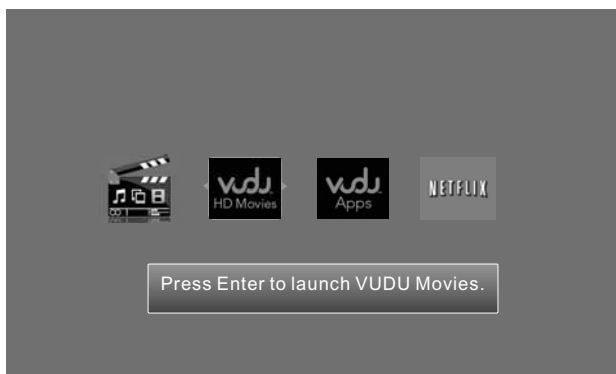 vudu
HD Movies
vudu
Apps
NETFLIX
Press Enter to launch VUDU Movies.